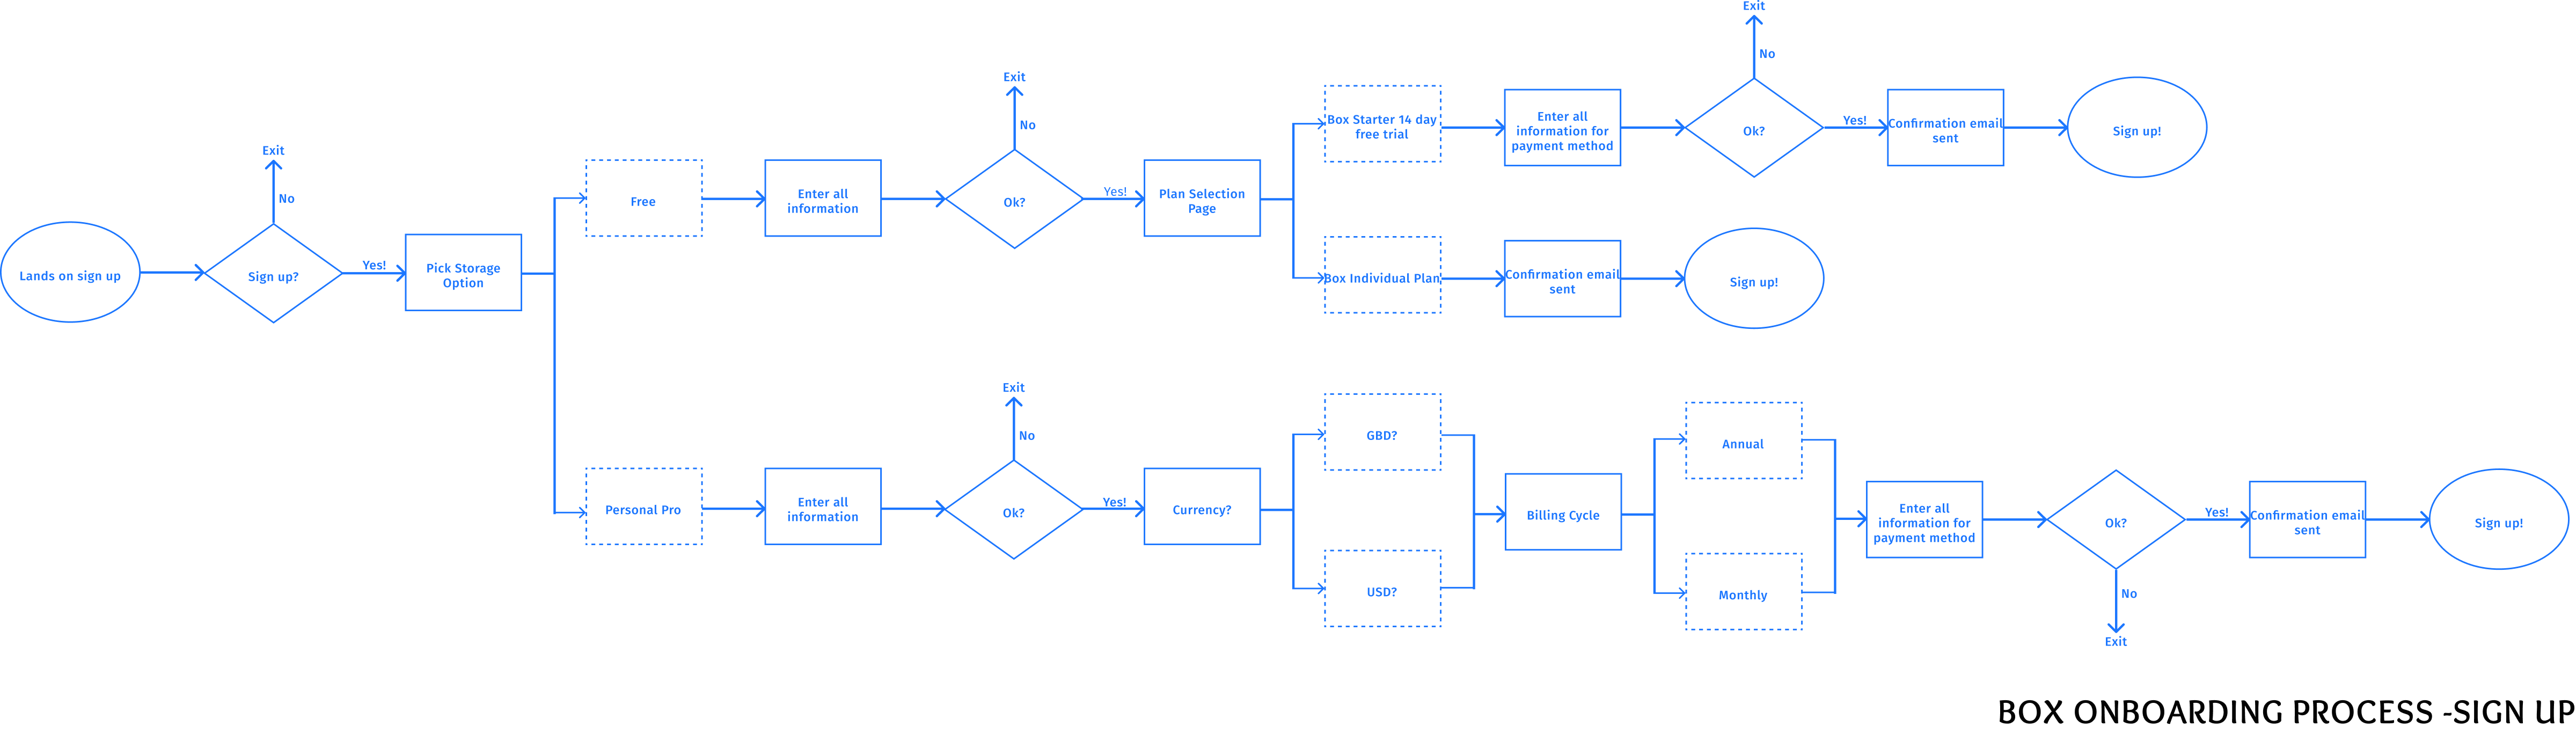 Lands on sign up
Sign up?
No
Exit
Yes!
Pick Storage
Option
Free
Enter all
information
Ok?
No
Exit
Yes!
Plan Selection
Page
Box Starter 14 day
free trial
Enter all
information for
payment method
Ok?
No
Exit
Yes!
Confirmation email
sent
Sign up!
Box Individual Plan
Confirmation email
sent
Sign up!
Personal Pro
Enter all
information
Ok?
No
Exit
Yes!
Currency?
GBD?
USD?
Billing Cycle
Annual
Monthly
Enter all
information for
payment method
Ok?
No
Exit
Yes!
Confirmation email
sent
Sign up!
BOX ONBOARDING PROCESS -SIGN UP